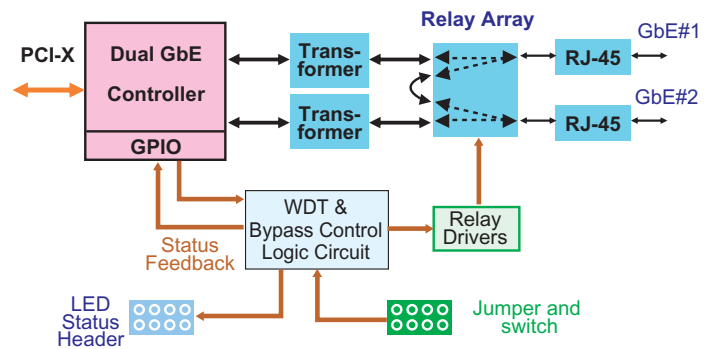 Relay Array
GbE#1
PCI-X
Dual GbE
Controller
GPIO
Trans-
former
RJ-45
GbE#2
Trans-
former
RJ-45
WDT &
Bypass Control
Logic Circuit
Relay
Drivers
Status
Feedback
LED
Status
Header
Jumper and
switch